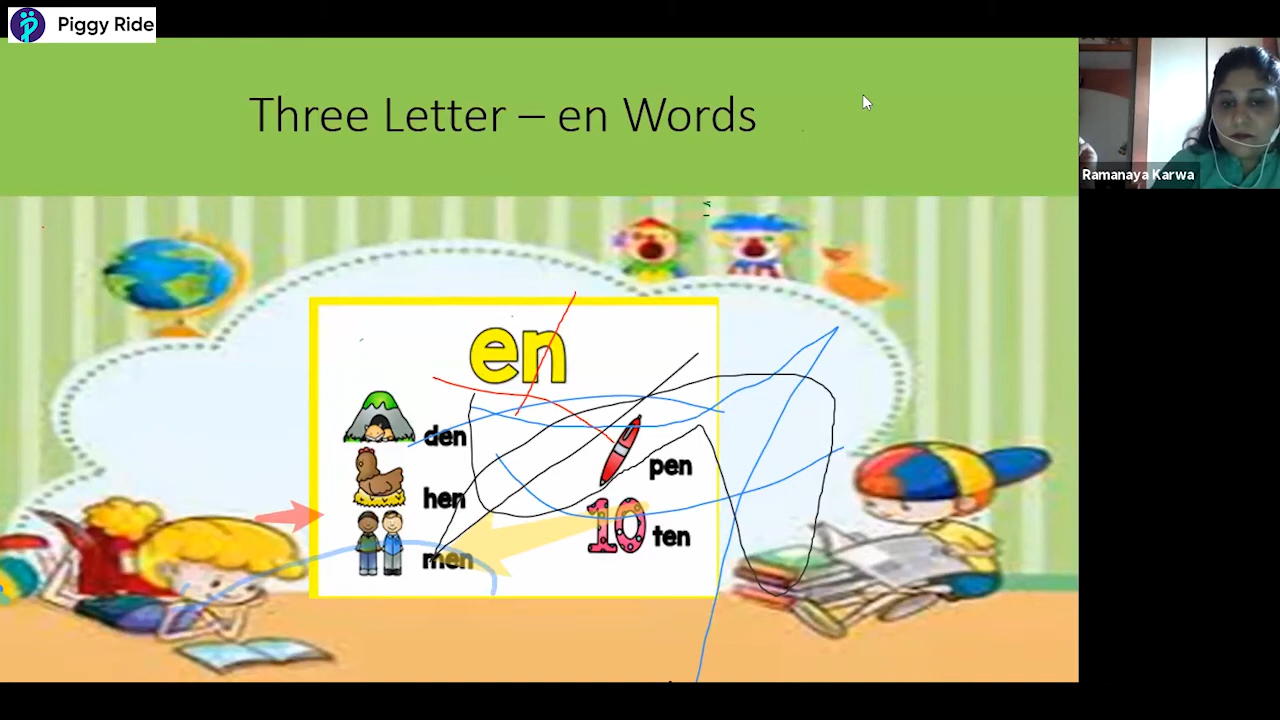 Piggy Ride
Three Letter – en Words
Ramanaya Karwa
en
den
pen
hen
10 ten
men